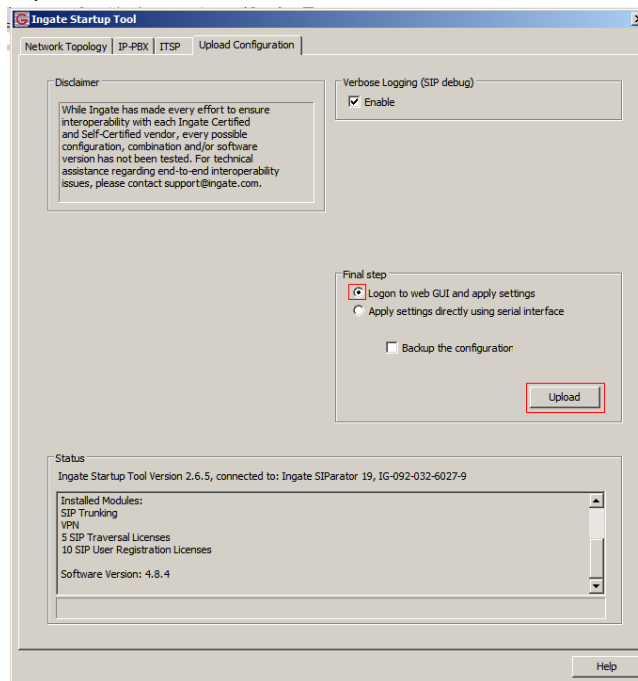 Ingate Startup Tool
Network Topology IP-PBX ITSP Upload Configuration
Disclaimer
While Ingate has made every effort to ensure
interoperability with each Ingate Certified
and Self-Certified vendor, every possible
configuration, combination and/or software
version has not been tested. For technical
assistance regarding end-to-end interoperability
issues, please contact support@ingate.com.
Verbose Logging (SIP debug)
Enable
Final step
Logon to web GUI and apply settings
Apply settings directly using serial interface
Backup the configuration
Upload
Status
Ingate Startup Tool Version 2.6.5, connected to: Ingate SIParator 19, IG-092-032-6027-9
Installed Modules:
SIP Trunking
VPN
5 SIP Traversal Licenses
10 SIP User Registration Licenses
Software Version: 4.8.4
Help